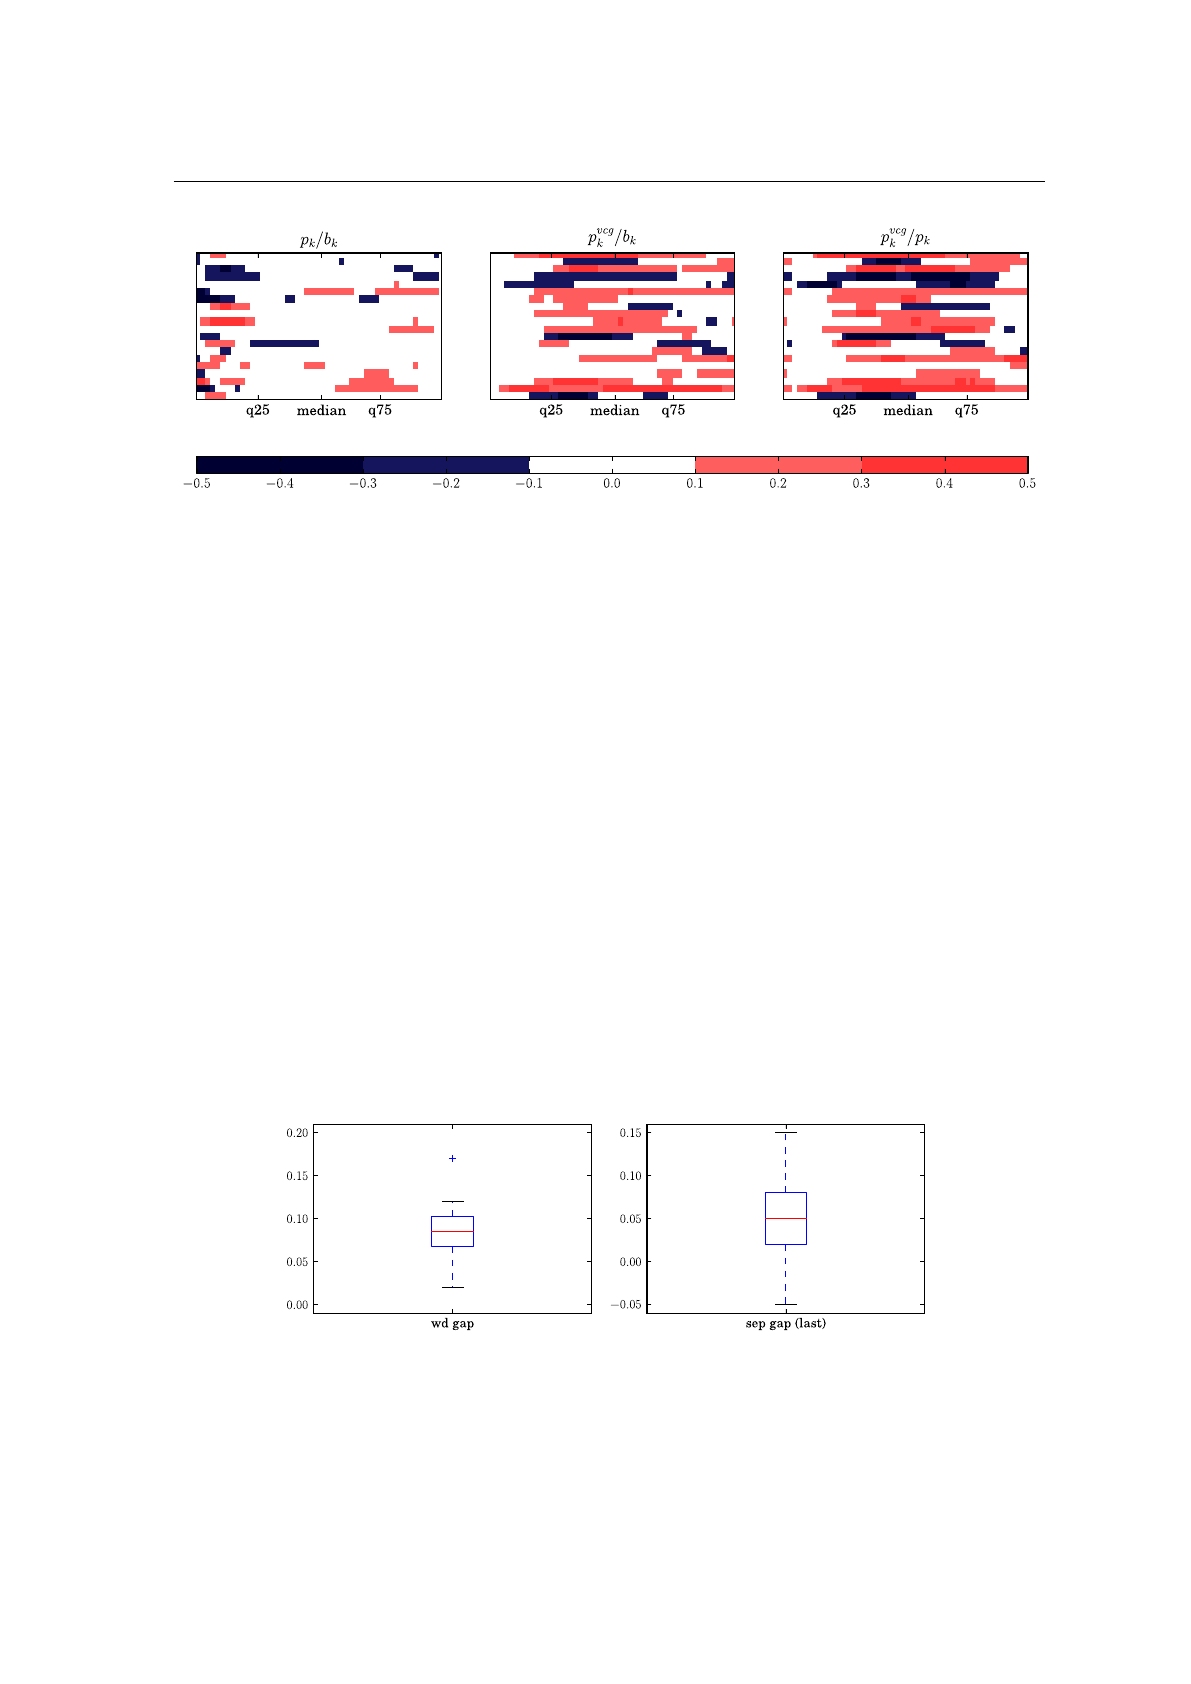 p_k/b_k p_k^{vcg}/b_k p_k^{vcg}/p_k
q25 median q75 q25 median q75 q25 median q75
−0.5 −0.4 −0.3 −0.2 −0.1 0.0 0.1 0.2 0.3 0.4 0.5
0.20
0.15
0.10
0.05
0.00
wd gap
0.15
0.10
0.05
0.00
−0.05
sep gap (last)